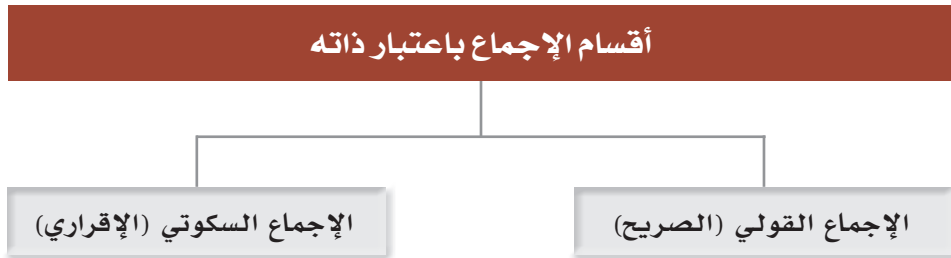 أقسام الإجماع باعتبار ذاته
الإجماع القولي (الصريح)
الإجماع السكوتي (الإقراري)